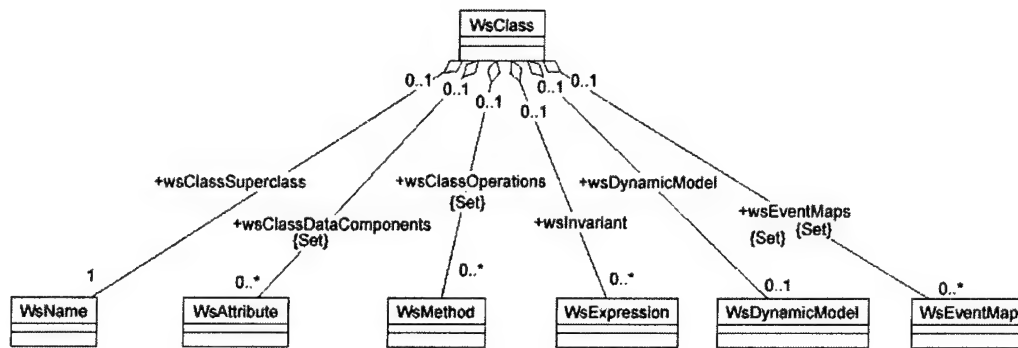 WsClass
0..1
0..1
0..1
0..1
0..1
0..1
+wsClassSuperclass
+wsClassOperations
{Set}
+wsDynamicModel
+wsClassDataComponents
{Set}
+wsInvariant
+wsEventMaps
{Set}
{Set}
1
0..*
0..*
0..*
0..1
0..*
WsName
WsAttribute
WsMethod
WsExpression
WsDynamicModel
WsEventMap